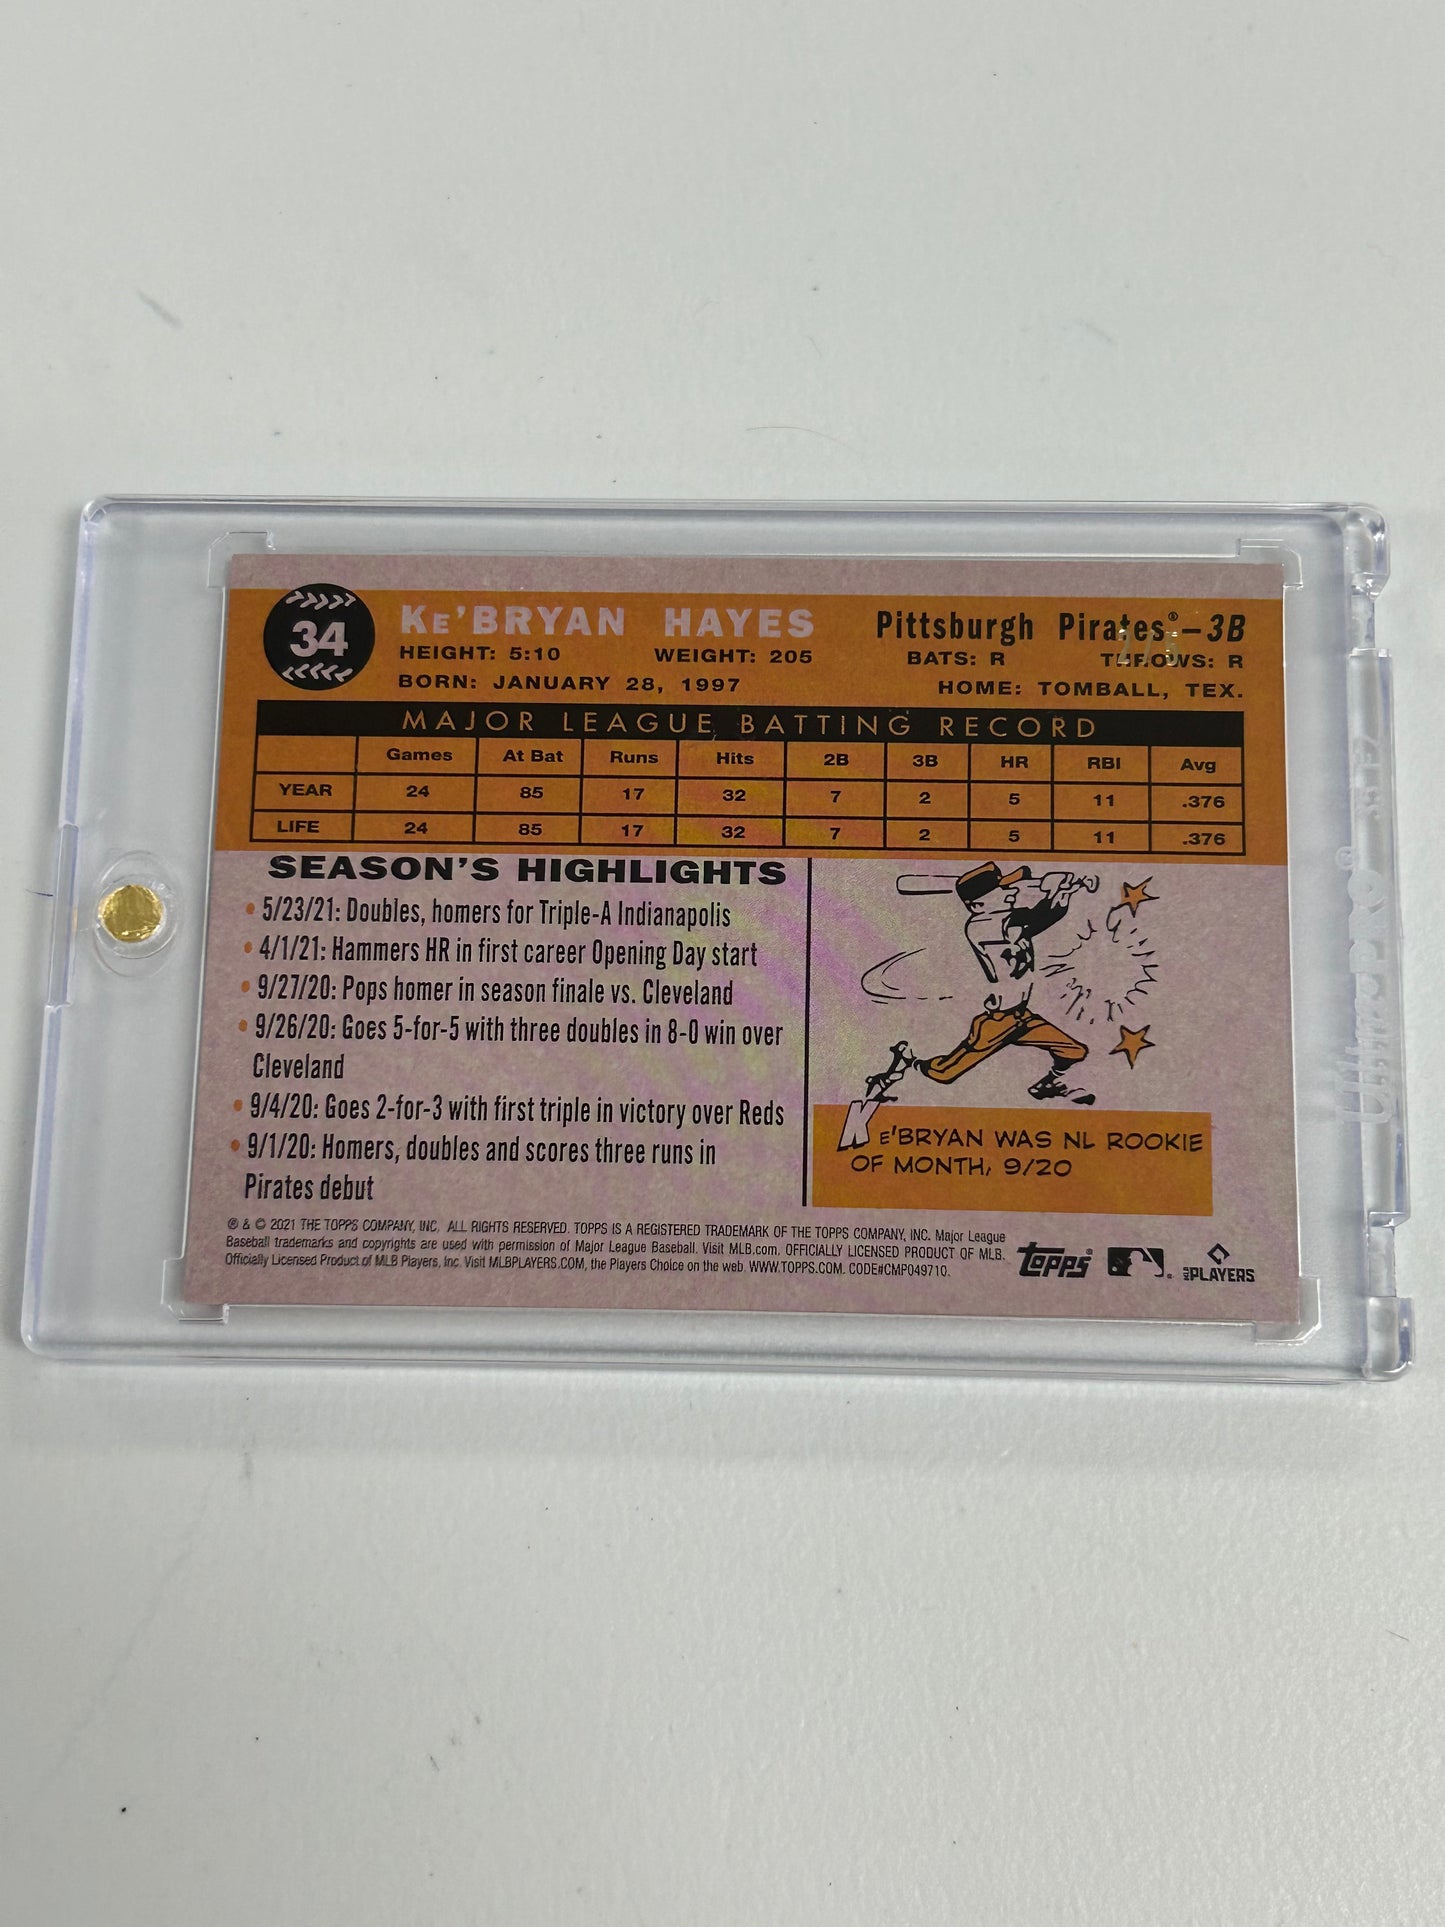 34
KE'BRYAN HAYES
Pittsburgh Pirates®–3B
HEIGHT: 5:10 WEIGHT: 205 BATS: R THROWS: R
BORN: JANUARY 28, 1997 HOME: TOMBALL, TEX.
MAJOR LEAGUE BATTING RECORD
Games At Bat Runs Hits 2B 3B HR RBI Avg
YEAR 24 85 17 32 7 2 5 11 .376
LIFE 24 85 17 32 7 2 5 11 .376
SEASON'S HIGHLIGHTS
• 5/23/21: Doubles, homers for Triple-A Indianapolis
• 4/1/21: Hammers HR in first career Opening Day start
• 9/27/20: Pops homer in season finale vs. Cleveland
• 9/26/20: Goes 5-for-5 with three doubles in 8-0 win over
Cleveland
• 9/4/20: Goes 2-for-3 with first triple in victory over Reds
• 9/1/20: Homers, doubles and scores three runs in
Pirates debut
KE'BRYAN WAS NL ROOKIE
OF MONTH, 9/20
® & © 2021 THE TOPPS COMPANY, INC. ALL RIGHTS RESERVED. TOPPS IS A REGISTERED TRADEMARK OF THE TOPPS COMPANY, INC. Major League
Baseball trademarks and copyrights are used with permission of Major League Baseball. Visit MLB.com. OFFICIALLY LICENSED PRODUCT OF MLB.
Officially Licensed Product of MLB Players, Inc. Visit MLBPLAYERS.COM, the Players Choice on the web. WWW.TOPPS.COM. CODE#CMP049710.
topps®
MLB PLAYERS